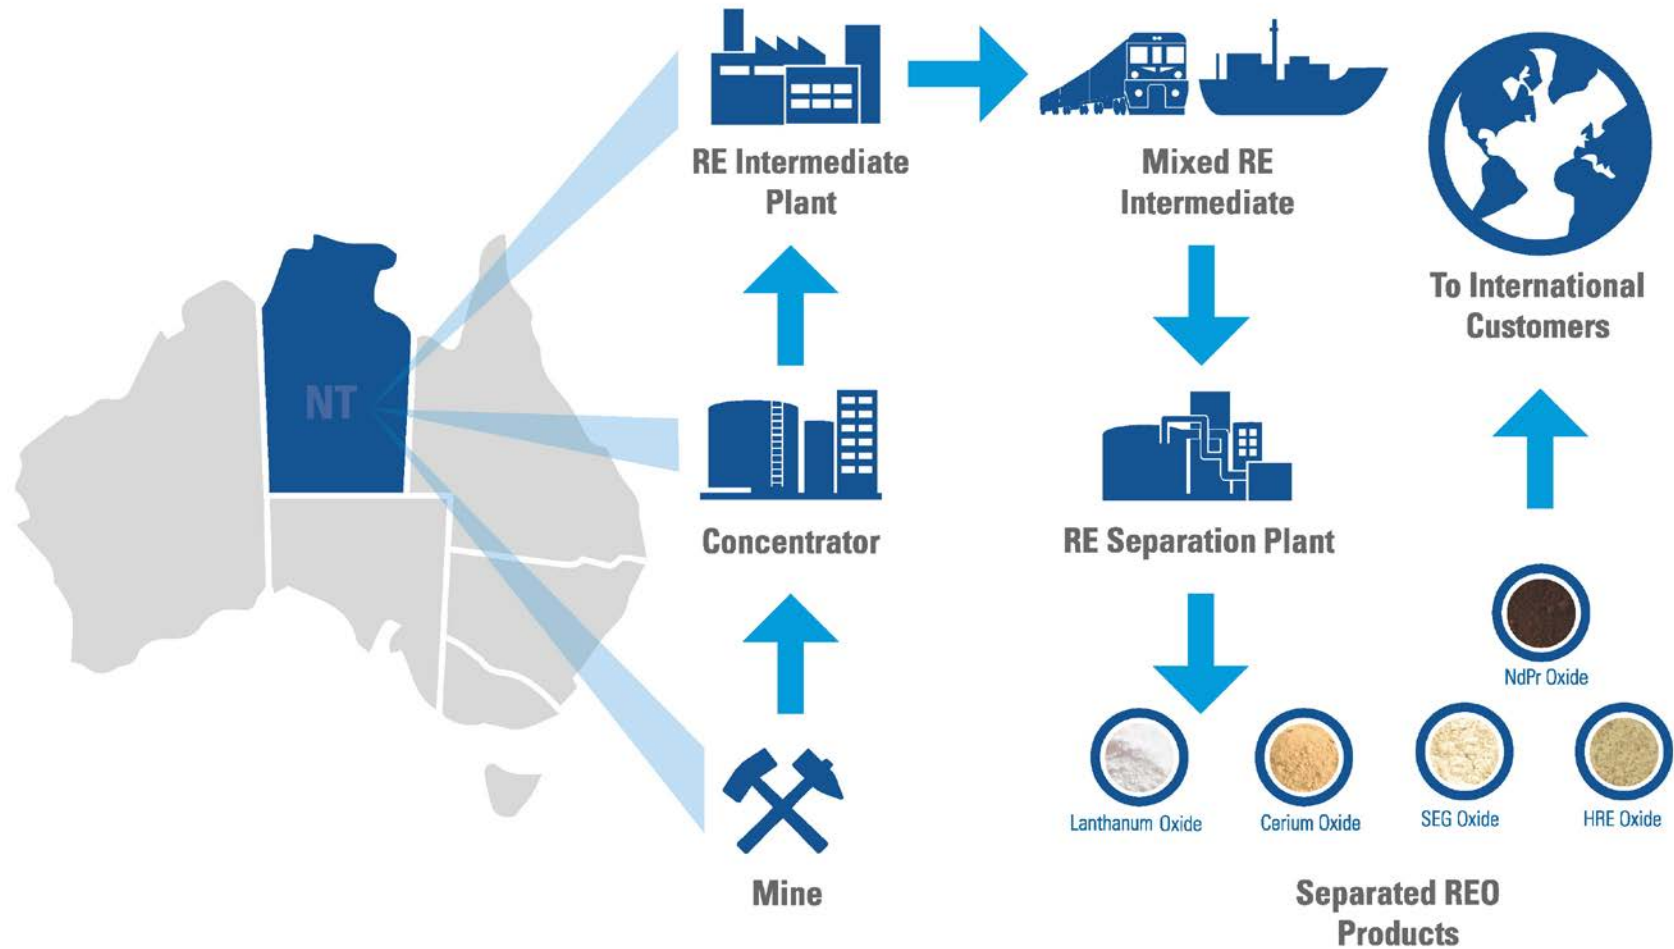 NT
RE Intermediate
Plant
Mixed RE
Intermediate
To International
Customers
Concentrator
RE Separation Plant
NdPr Oxide
Lanthanum Oxide
Cerium Oxide
SEG Oxide
HRE Oxide
Mine
Separated REO
Products